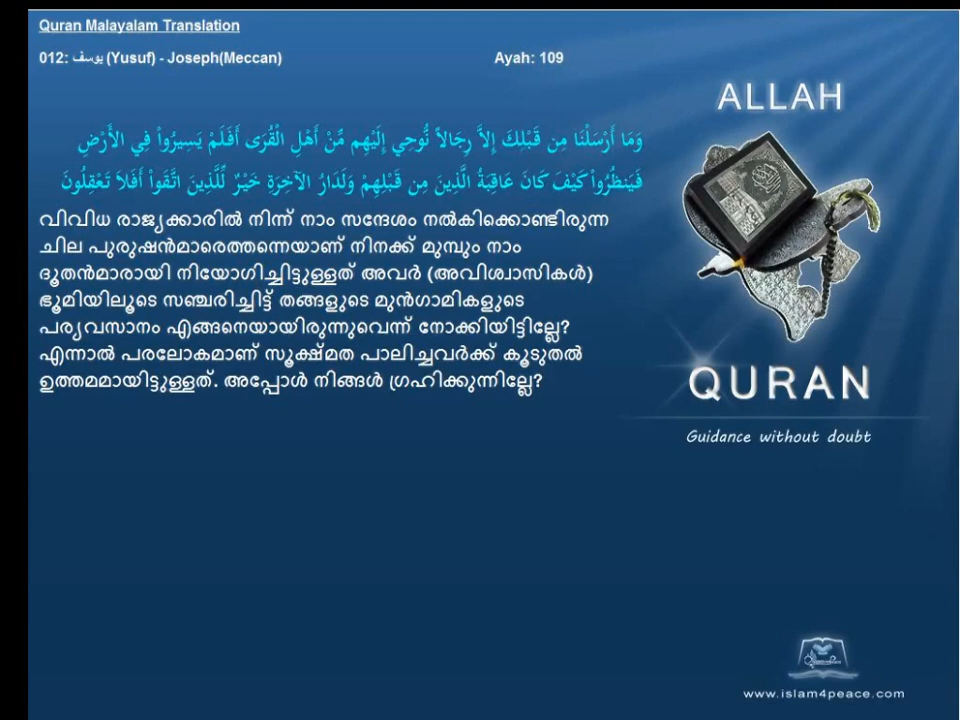 Quran Malayalam Translation
012: يوسف (Yusuf) - Joseph(Meccan)
Ayah: 109
وَمَا أَرْسَلْنَا مِن قَبْلِكَ إِلاَّ رِجَالاً نُّوحِي إِلَيْهِم مِّنْ أَهْلِ الْقُرَى أَفَلَمْ يَسِيرُواْ فِي الأَرْضِ
فَيَنظُرُواْ كَيْفَ كَانَ عَاقِبَةُ الَّذِينَ مِن قَبْلِهِمْ وَلَدَارُ الآخِرَةِ خَيْرٌ لِّلَّذِينَ اتَّقَواْ أَفَلاَ تَعْقِلُونَ
വിവിധ രാജ്യക്കാരില്‍ നിന്ന് നാം സന്ദേശം നല്‍കിക്കൊണ്ടിരുന്ന
ചില പുരുഷന്‍മാരെത്തന്നെയാണ് നിനക്ക് മുമ്പും നാം
ദൂതന്‍മാരായി നിയോഗിച്ചിട്ടുള്ളത് അവര്‍ (അവിശ്വാസികള്‍)
ഭൂമിയിലൂടെ സഞ്ചരിച്ചിട്ട് തങ്ങളുടെ മുന്‍ഗാമികളുടെ
പര്യവസാനം എങ്ങനെയായിരുന്നുവെന്ന് നോക്കിയിട്ടില്ലേ?
എന്നാല്‍ പരലോകമാണ് സൂക്ഷ്മത പാലിച്ചവര്‍ക്ക് കൂടുതല്‍
ഉത്തമമായിട്ടുള്ളത്. അപ്പോള്‍ നിങ്ങള്‍ ഗ്രഹിക്കുന്നില്ലേ?
ALLAH
QURAN
Guidance without doubt
www.islam4peace.com